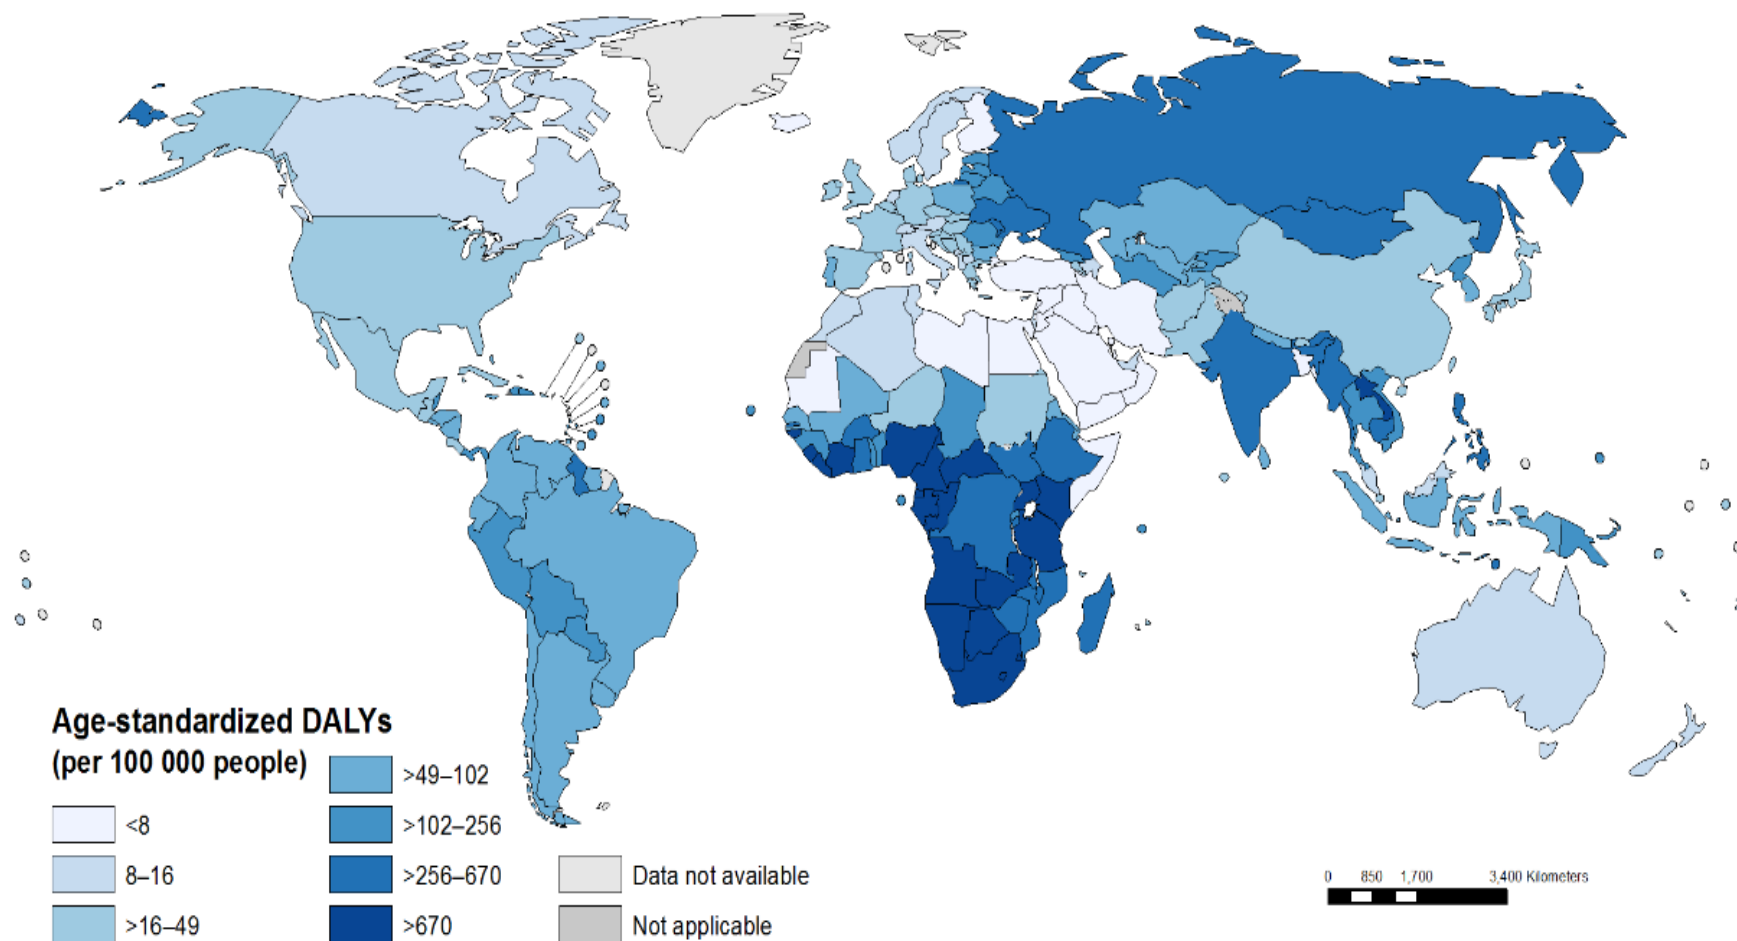 Age-standardized DALYs
(per 100 000 people)
<8
8–16
>16–49
>49–102
>102–256
>256–670
>670
Data not available
Not applicable
0 850 1,700 3,400 Kilometers